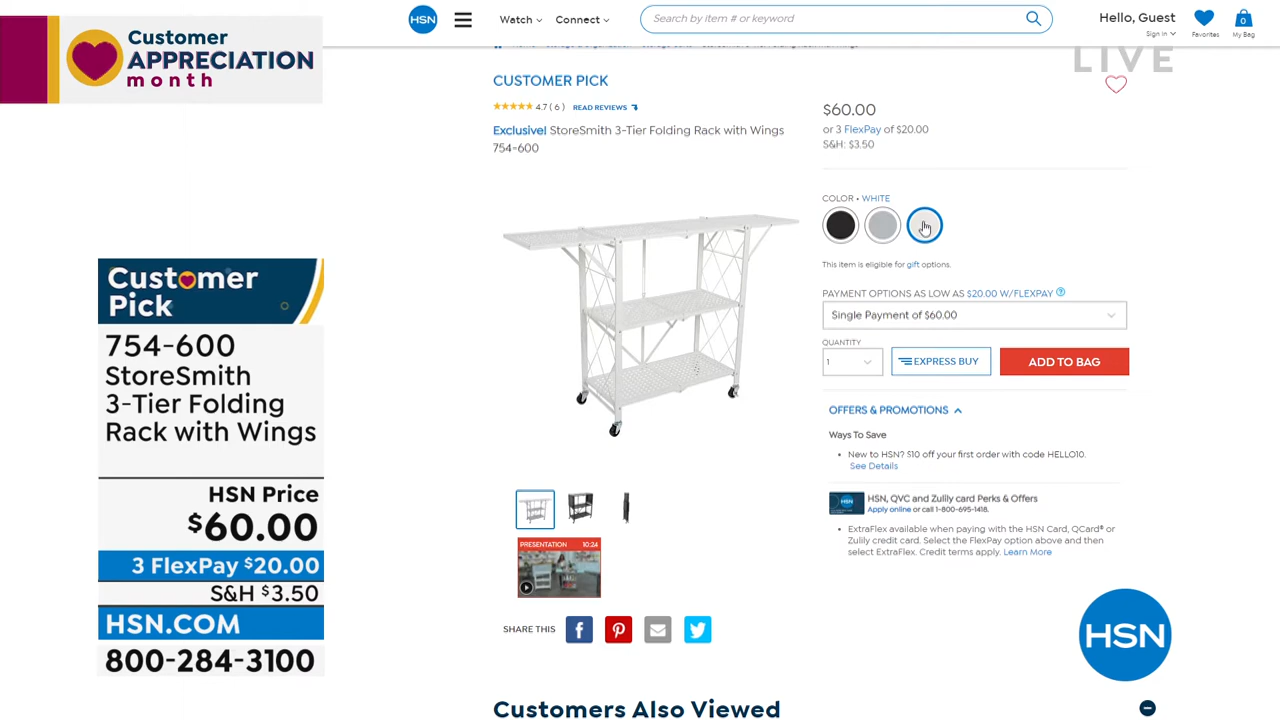 Customer
APPRECIATION
month
Customer
Pick
754-600
StoreSmith
3-Tier Folding
Rack with Wings
HSN Price
$60.00
3 FlexPay $20.00
S&H $3.50
HSN.COM
800-284-3100
HSN
Watch
Connect
Search by item # or keyword
Hello, Guest
Sign In
Favorites
0
My Bag
LIVE
CUSTOMER PICK
4.7 ( 6 ) READ REVIEWS
Exclusive! StoreSmith 3-Tier Folding Rack with Wings
754-600
$60.00
or 3 FlexPay of $20.00
S&H: $3.50
COLOR • WHITE
This item is eligible for gift options.
PAYMENT OPTIONS AS LOW AS $20.00 W/FLEXPAY ?
Single Payment of $60.00
QUANTITY
1
EXPRESS BUY
ADD TO BAG
OFFERS & PROMOTIONS
Ways To Save
• New to HSN? $10 off your first order with code HELLO10.
See Details
HSN
HSN, QVC and Zulily card Perks & Offers
Apply online or call 1-800-695-1418.
• ExtraFlex available when paying with the HSN Card, QCard® or
Zulily credit card. Select the FlexPay option above and then
select ExtraFlex. Credit terms apply. Learn More
PRESENTATION 10:24
SHARE THIS
HSN
Customers Also Viewed